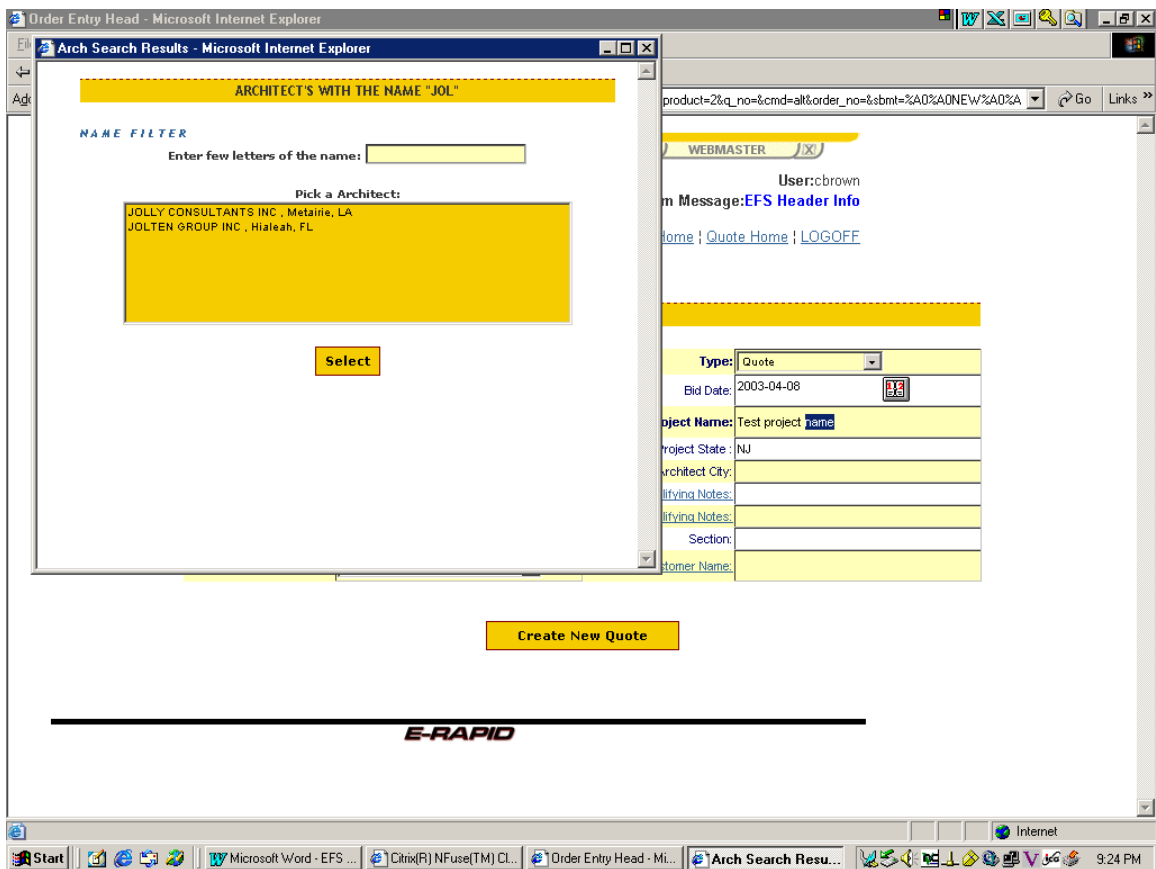 Order Entry Head - Microsoft Internet Explorer
Arch Search Results - Microsoft Internet Explorer
product=2&q_no=&cmd=alt&order_no=&sbmt=%A0%A0NEW%A0%A
Go
Links »
ARCHITECT'S WITH THE NAME "JOL"
NAME FILTER
Enter few letters of the name:
Pick a Architect:
JOLLY CONSULTANTS INC , Metairie, LA
JOLTEN GROUP INC , Hialeah, FL
Select
WEBMASTER
User:cbrown
m Message:EFS Header Info
Home ¦ Quote Home ¦ LOGOFF
Type: Quote
Bid Date: 2003-04-08
oject Name: Test project name
Project State : NJ
Architect City:
lifying Notes:
lifying Notes:
Section:
stomer Name:
Create New Quote
E-RAPID
Internet
Start
Microsoft Word - EFS ...
Citrix(R) NFuse(TM) Cl...
Order Entry Head - Mi...
Arch Search Resu...
9:24 PM